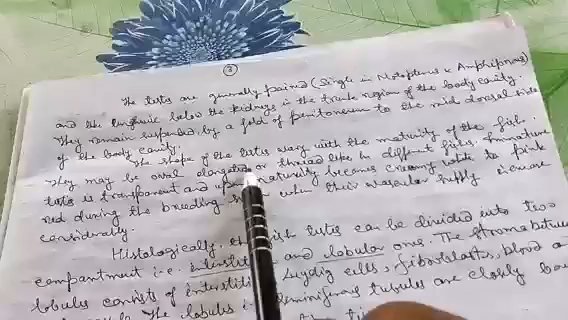 3
The testis are generally paired (single in Notopterus & Amphipnous)
and the lie below the kidneys in the trunk region of the body cavity.
They remain suspended by a fold of peritoneum to the mid dorsal side
of the body cavity.
The shape of the testis vary with the maturity of the fish.
They may be oval elongated or thread like in different fishes. Immature
testis is transparent and upon maturity becomes creamy white to pink
red during the breeding when their vascular supply increase
considerably.
Histologically, the fish testis can be divided into two
compartment i.e. and lobular ones. The stroma between
lobules consists of Leydig cells, fibroblasts, blood
The lobules seminiferous tubules are closely